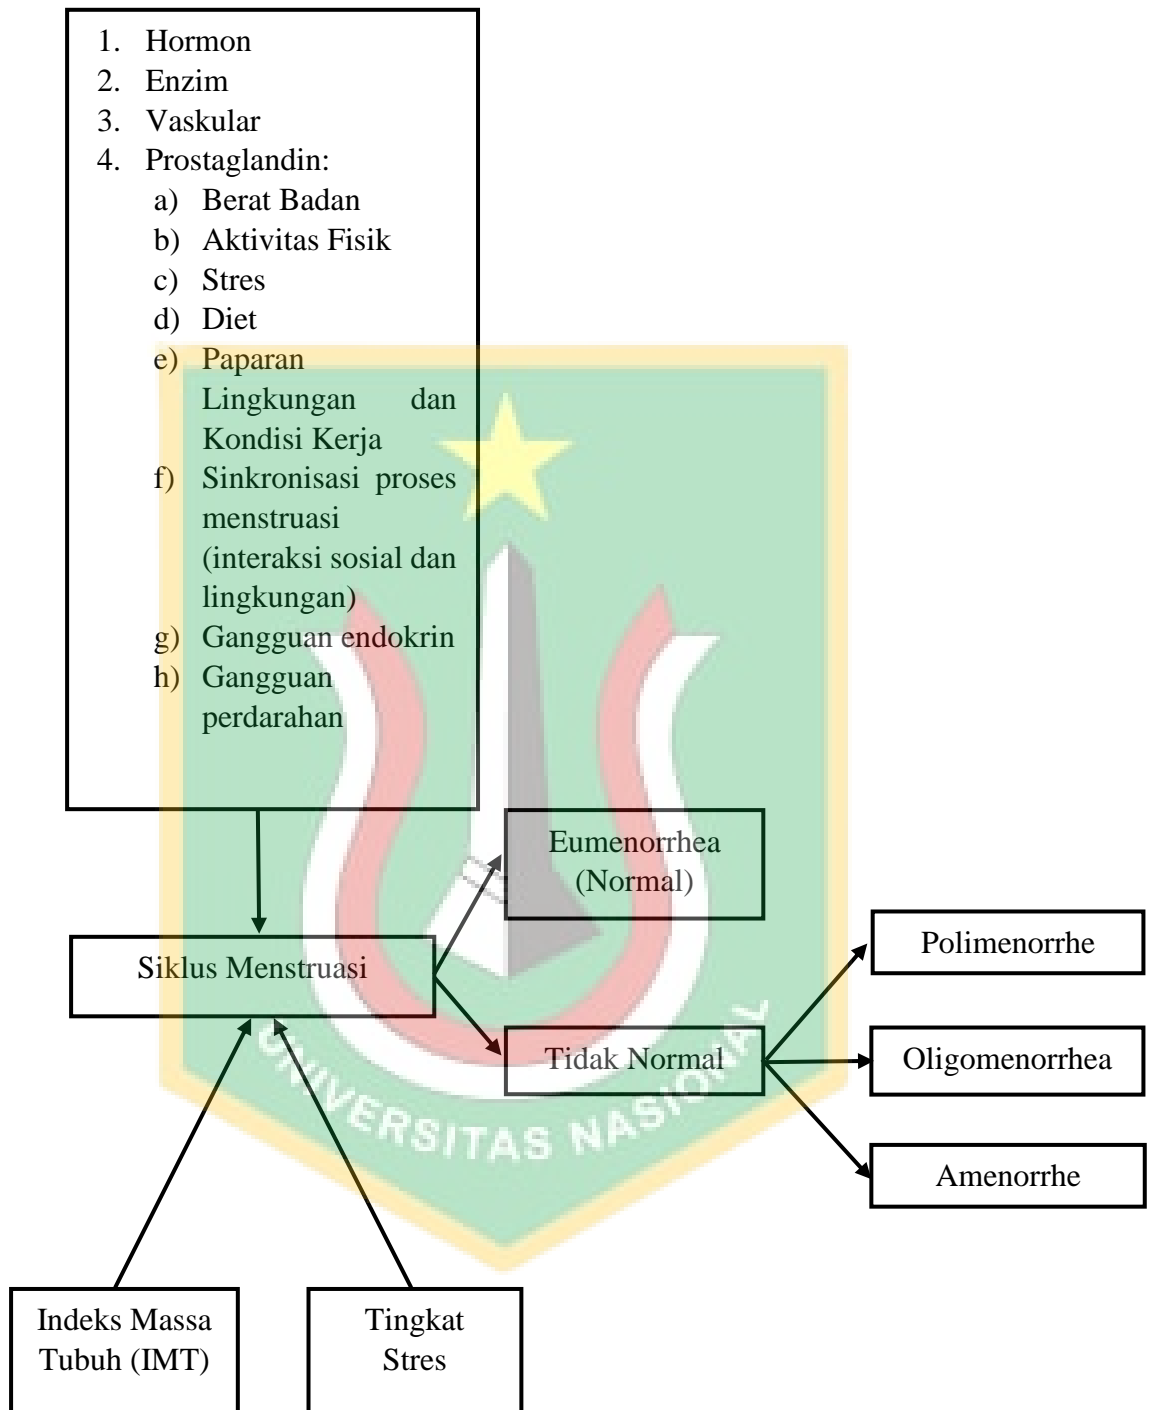 1. Hormon
2. Enzim
3. Vaskular
4. Prostaglandin:
a) Berat Badan
b) Aktivitas Fisik
c) Stres
d) Diet
e) Paparan
Lingkungan dan
Kondisi Kerja
f) Sinkronisasi proses
menstruasi
(interaksi sosial dan
lingkungan)
g) Gangguan endokrin
h) Gangguan
perdarahan
Eumenorrhea
(Normal)
Siklus Menstruasi
Polimenorrhe
Tidak Normal
Oligomenorrhea
Amenorrhe
UNIVERSITAS NASIONAL
Indeks Massa
Tubuh (IMT)
Tingkat
Stres